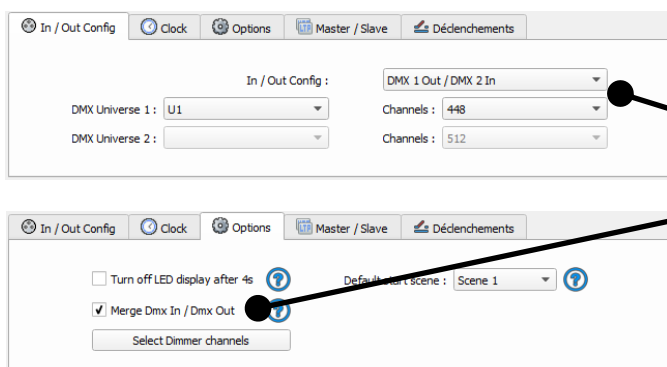 In / Out Config Clock Options Master / Slave Déclenchements
In / Out Config : DMX 1 Out / DMX 2 In
DMX Universe 1 : U1 Channels : 448
DMX Universe 2 : Channels : 512
In / Out Config Clock Options Master / Slave Déclenchements
Turn off LED display after 4s ? Default start scene : Scene 1 ?
Merge Dmx In / Dmx Out ?
Select Dimmer channels